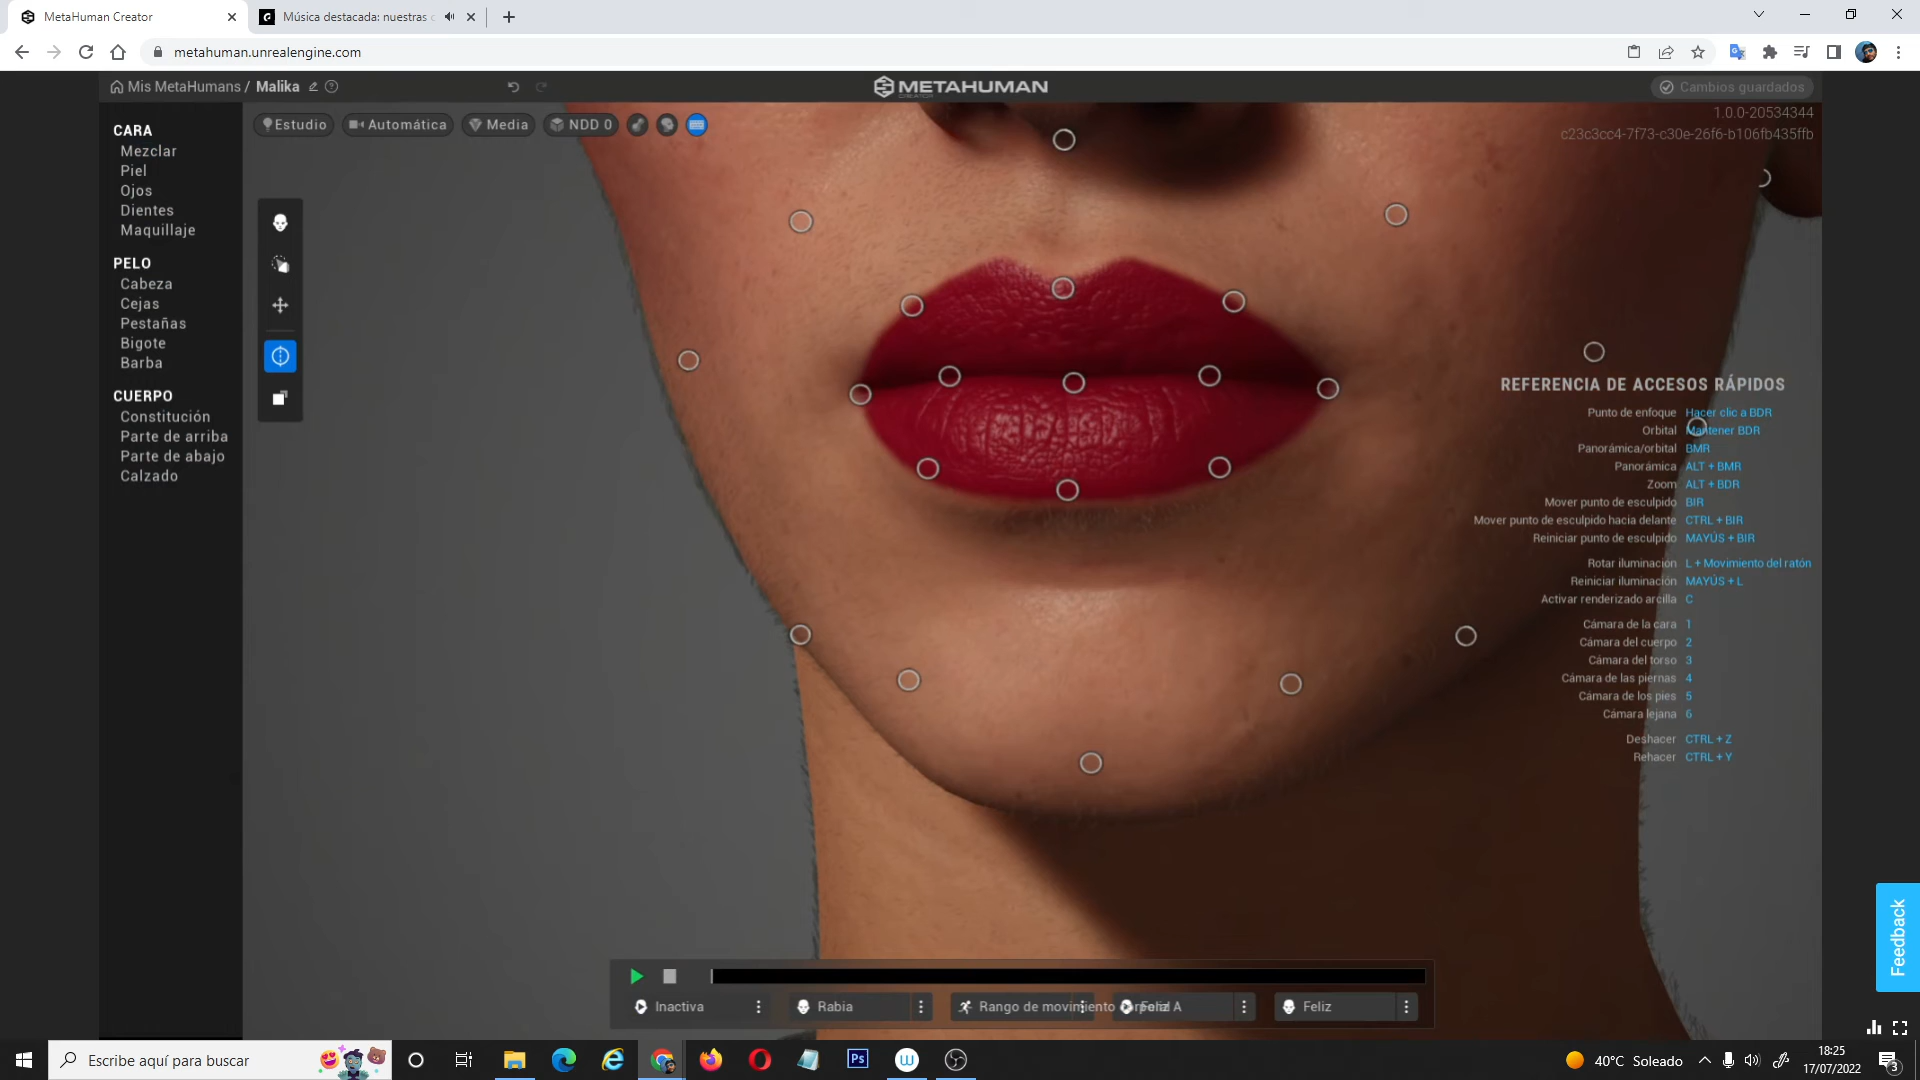 MetaHuman Creator
Música destacada: nuestras
metahuman.unrealengine.com
Mis MetaHumans / Malika
METAHUMAN
CREATOR
Cambios guardados
1.0.0-20534344
c23c3cc4-7f73-c30e-26f6-b106fb435ffb
Estudio
Automática
Media
NDD 0
CARA
Mezclar
Piel
Ojos
Dientes
Maquillaje
PELO
Cabeza
Cejas
Pestañas
Bigote
Barba
CUERPO
Constitución
Parte de arriba
Parte de abajo
Calzado
REFERENCIA DE ACCESOS RÁPIDOS
Punto de enfoque Hacer clic a BDR
Orbital Mantener BDR
Panorámica/orbital BMR
Panorámica ALT + BMR
Zoom ALT + BDR
Mover punto de esculpido BIR
Mover punto de esculpido hacia delante CTRL + BIR
Reiniciar punto de esculpido MAYÚS + BIR
Rotar iluminación L + Movimiento del ratón
Reiniciar iluminación MAYÚS + L
Activar renderizado arcilla C
Cámara de la cara 1
Cámara del cuerpo 2
Cámara del torso 3
Cámara de las piernas 4
Cámara de los pies 5
Cámara lejana 6
Deshacer CTRL + Z
Rehacer CTRL + Y
Feedback
Inactiva
Rabia
Rango de movimiento corporal
Feliz A
Feliz
Escribe aquí para buscar
Ps
W
40°C Soleado
18:25
17/07/2022
3